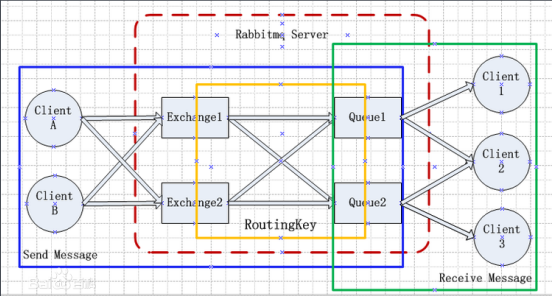 Rabbitmq Server
Client
A
Client
B
Exchange1
Exchange2
Queue1
Queue2
Client
1
Client
2
Client
3
RoutingKey
Send Message
Receive Message